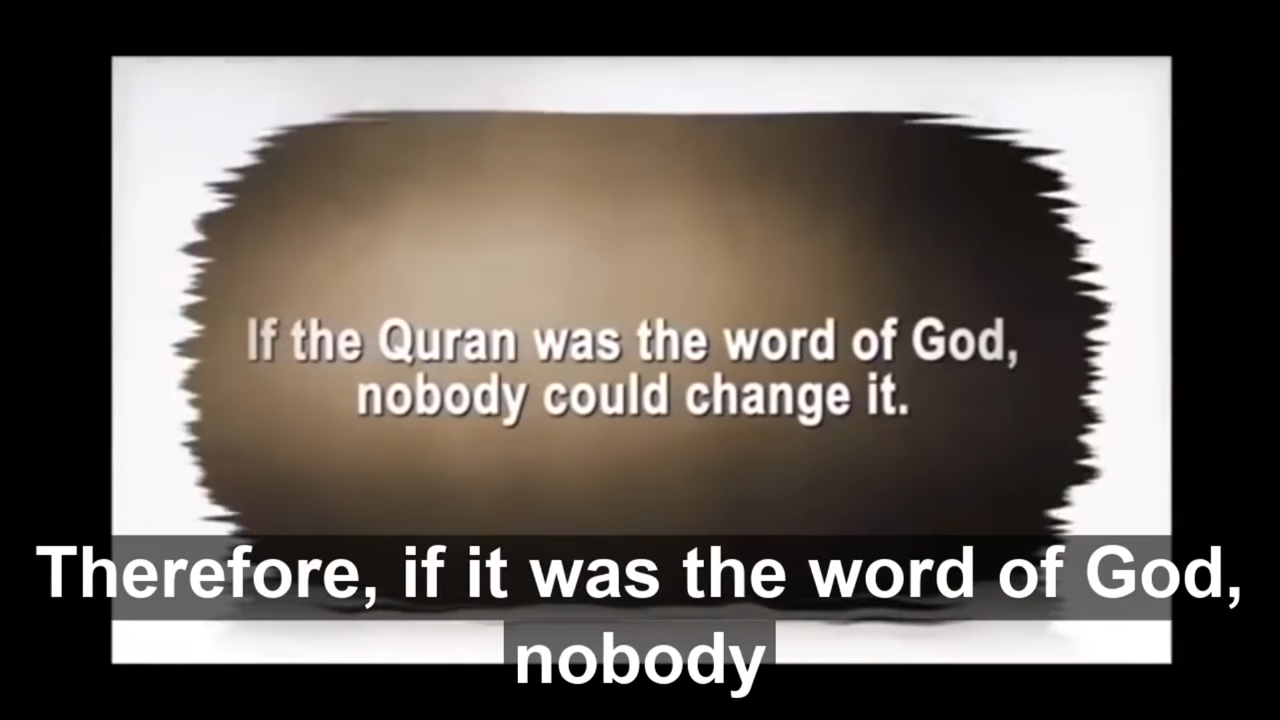 If the Quran was the word of God,
nobody could change it.
Therefore, if it was the word of God,
nobody